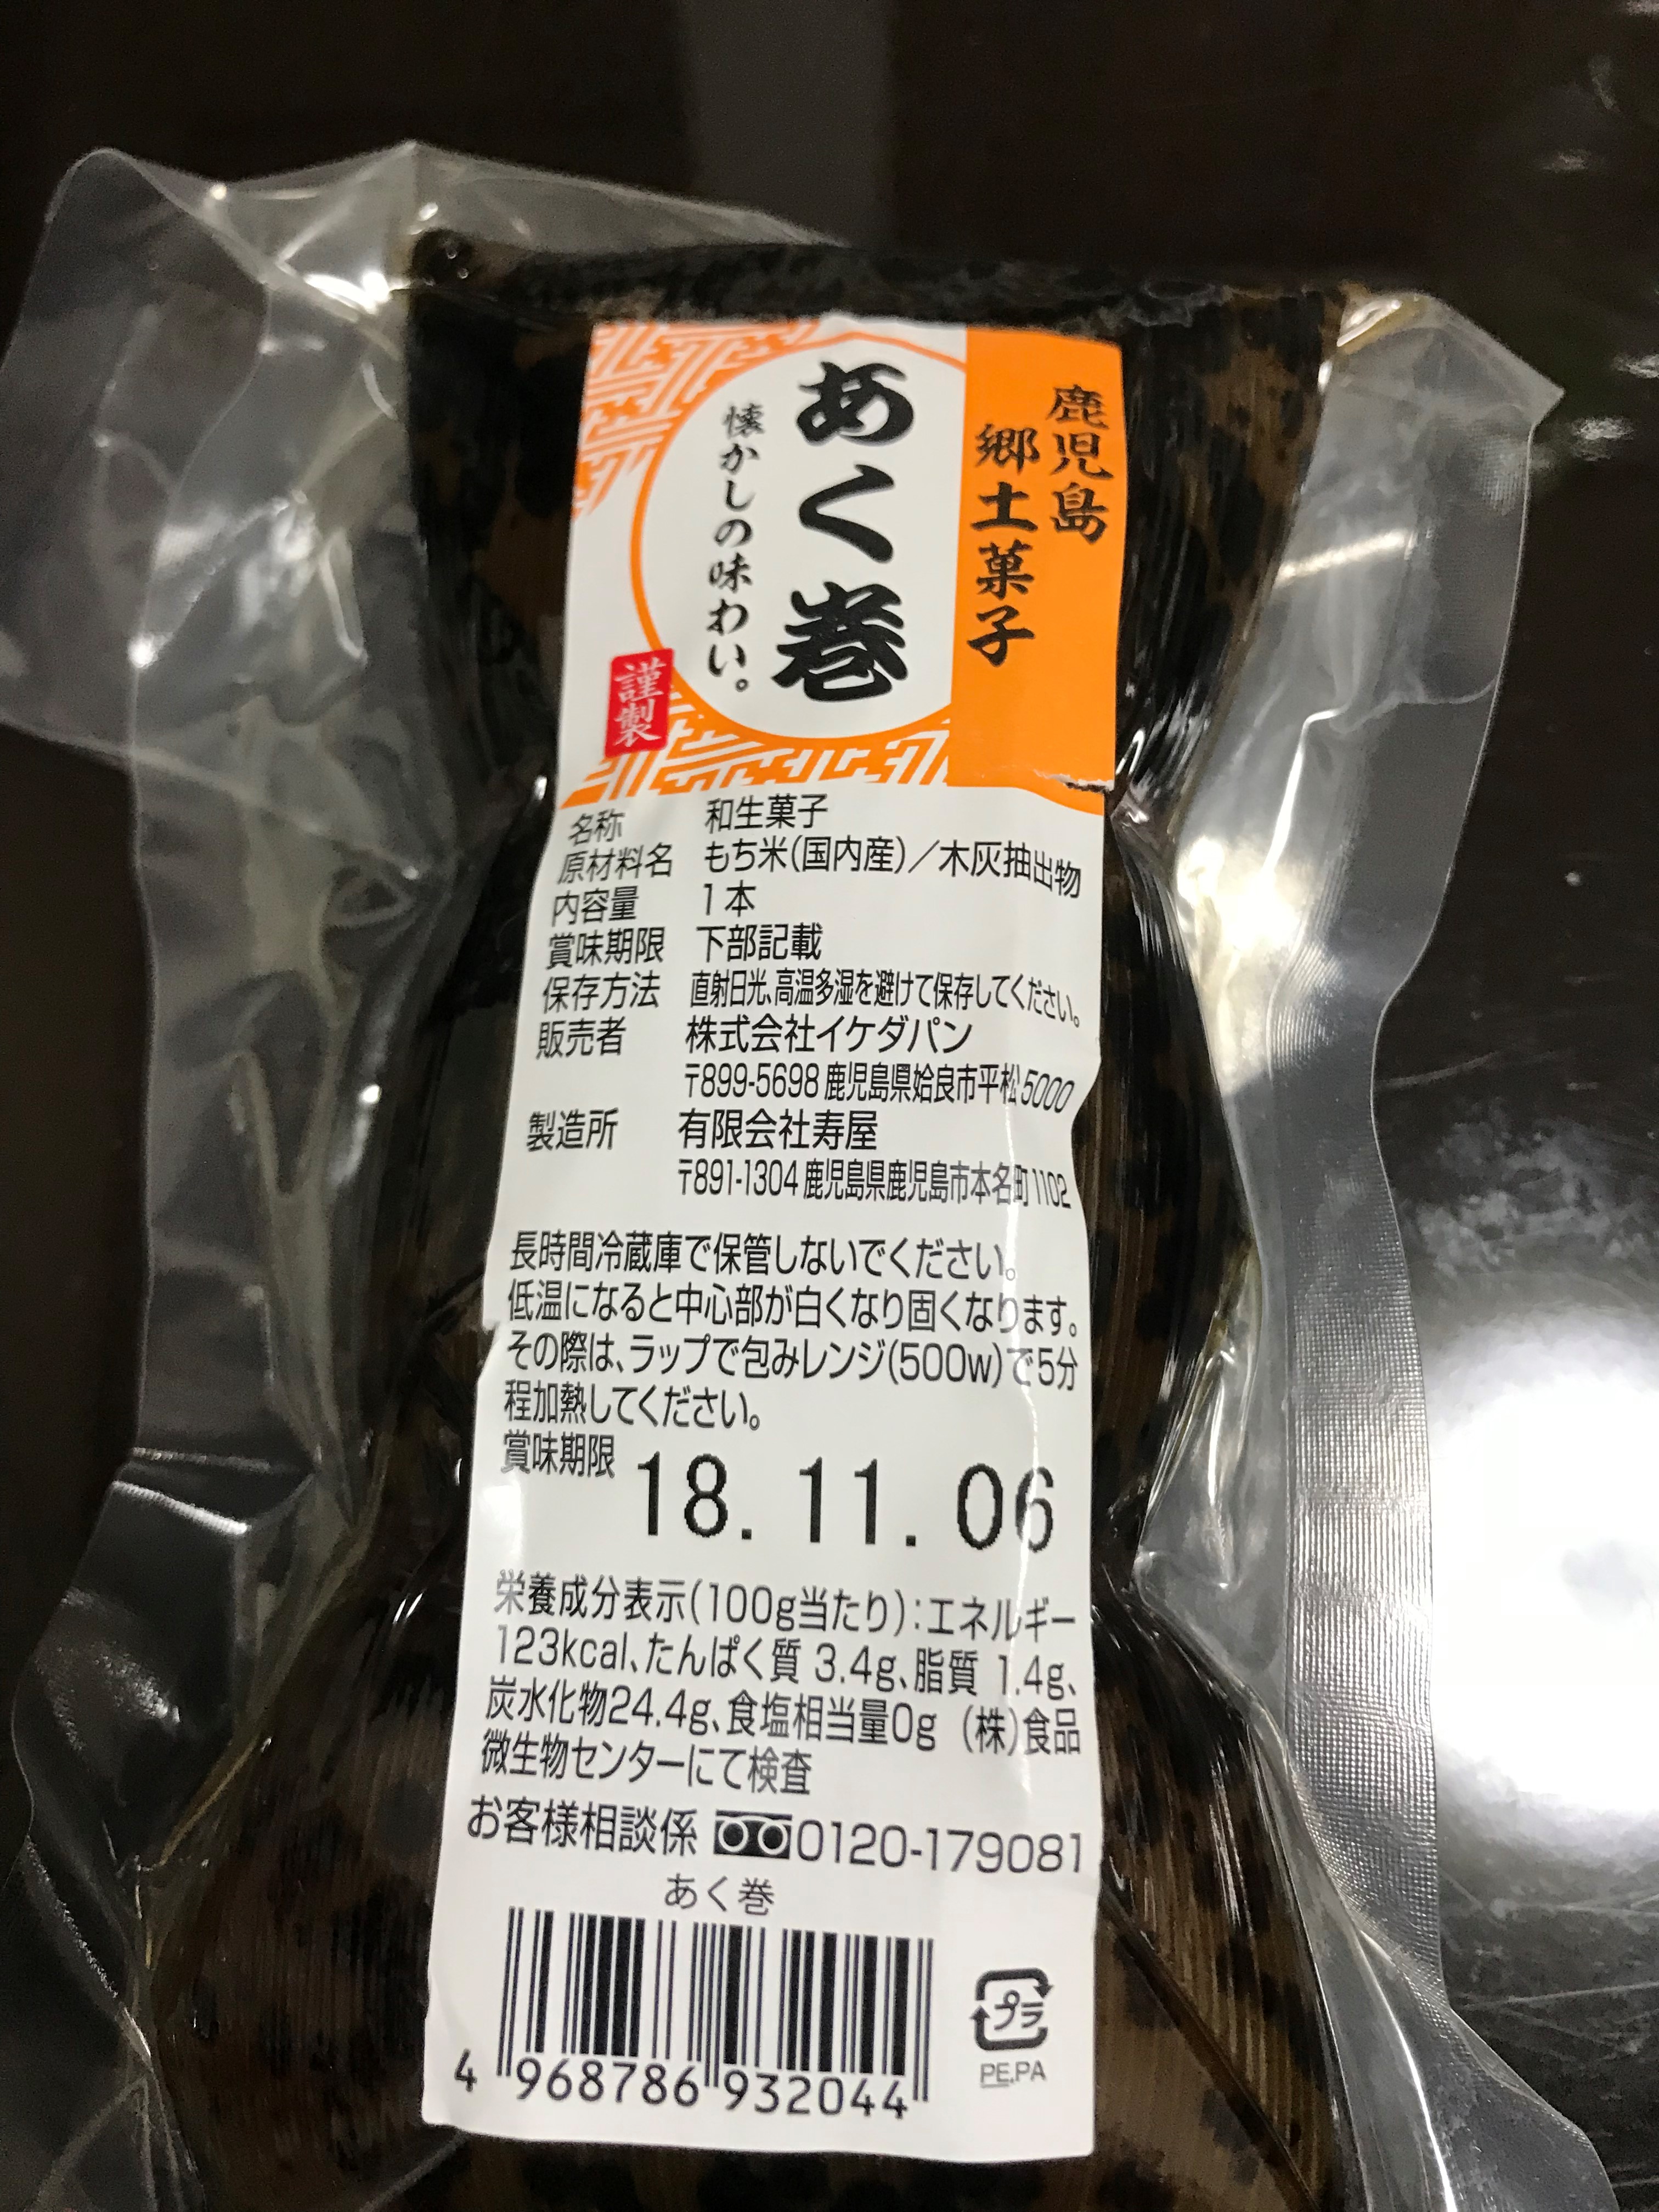 鹿児島
郷土菓子
あく巻
懐かしの味わい。
謹製
名称 和生菓子
原材料名 もち米(国内産)／木灰抽出物
内容量 1本
賞味期限 下部記載
保存方法 直射日光、高温多湿を避けて保存してください。
販売者 株式会社イケダパン
〒899-5698 鹿児島県姶良市平松5000
製造所 有限会社寿屋
〒891-1304 鹿児島県鹿児島市本名町1102
長時間冷蔵庫で保管しないでください。
低温になると中心部が白くなり固くなります。
その際は、ラップで包みレンジ(500w)で5分
程加熱してください。
賞味期限 18. 11. 06
栄養成分表示(100g当たり):エネルギー
123kcal、たんぱく質 3.4g、脂質 1.4g、
炭水化物24.4g、食塩相当量0g (株)食品
微生物センターにて検査
お客様相談係 0120-179081
あく巻
4 968786 932044
プラ
PE,PA